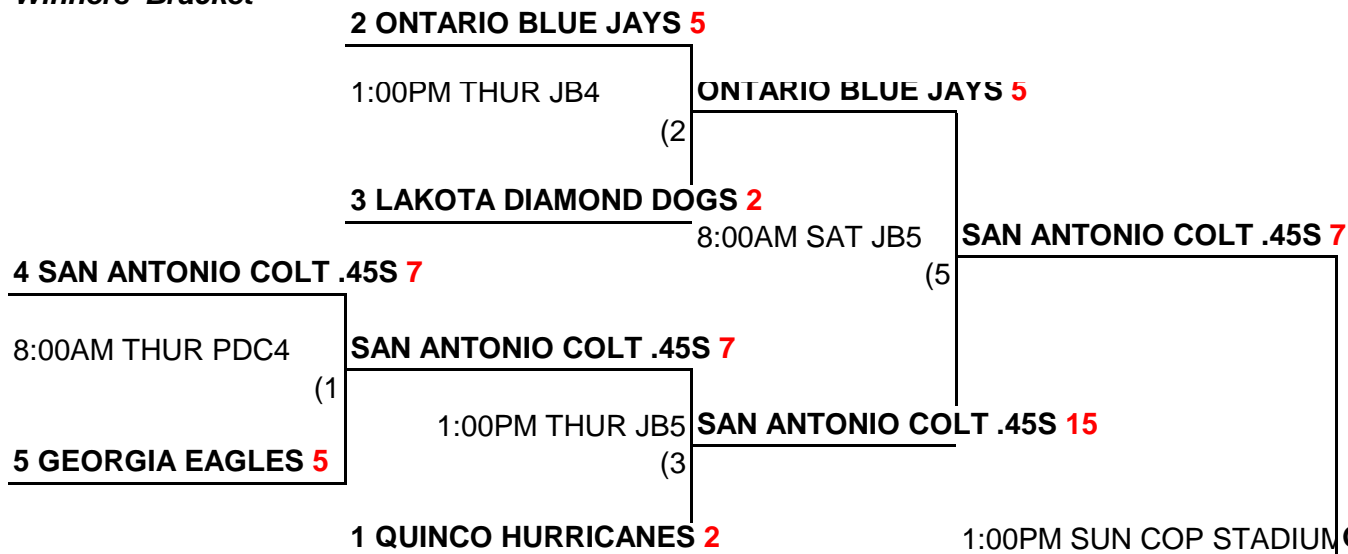 Winners' Bracket
2 ONTARIO BLUE JAYS 5
1:00PM THUR JB4
ONTARIO BLUE JAYS 5
(2
3 LAKOTA DIAMOND DOGS 2
8:00AM SAT JB5
SAN ANTONIO COLT .45S 7
(5
4 SAN ANTONIO COLT .45S 7
8:00AM THUR PDC4
SAN ANTONIO COLT .45S 7
(1
1:00PM THUR JB5
SAN ANTONIO COLT .45S 15
5 GEORGIA EAGLES 5
(3
1 QUINCO HURRICANES 2
1:00PM SUN COP STADIUM